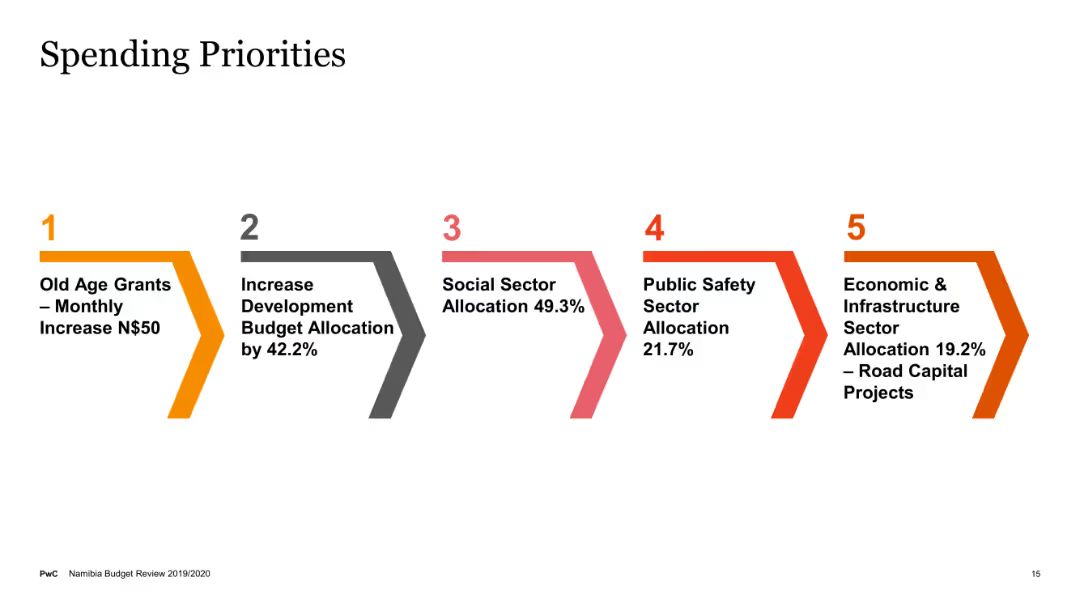 Spending Priorities
1
Old Age Grants
– Monthly
Increase N$50
2
Increase
Development
Budget Allocation
by 42.2%
3
Social Sector
Allocation 49.3%
4
Public Safety
Sector
Allocation
21.7%
5
Economic &
Infrastructure
Sector
Allocation 19.2%
– Road Capital
Projects
PwC Namibia Budget Review 2019/2020
15